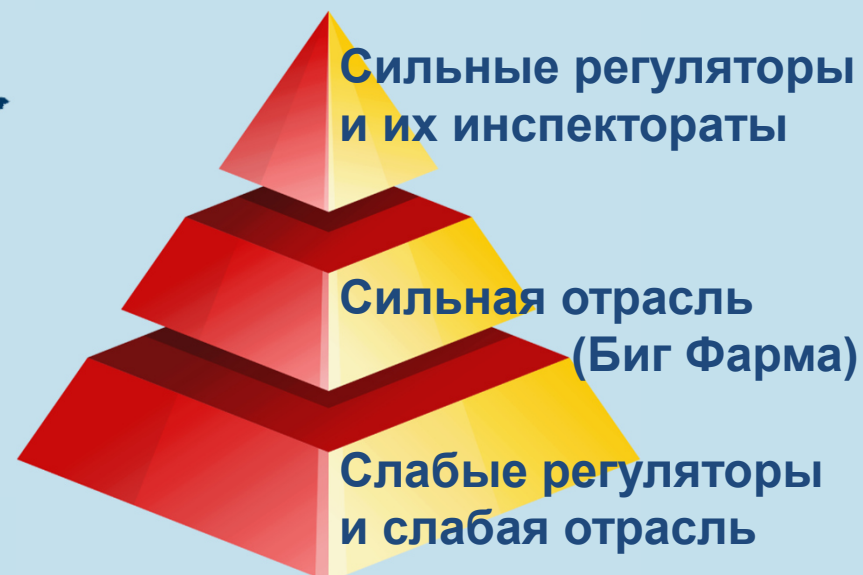 Сильные регуляторы
и их инспектораты
Сильная отрасль
(Биг Фарма)
Слабые регуляторы
и слабая отрасль